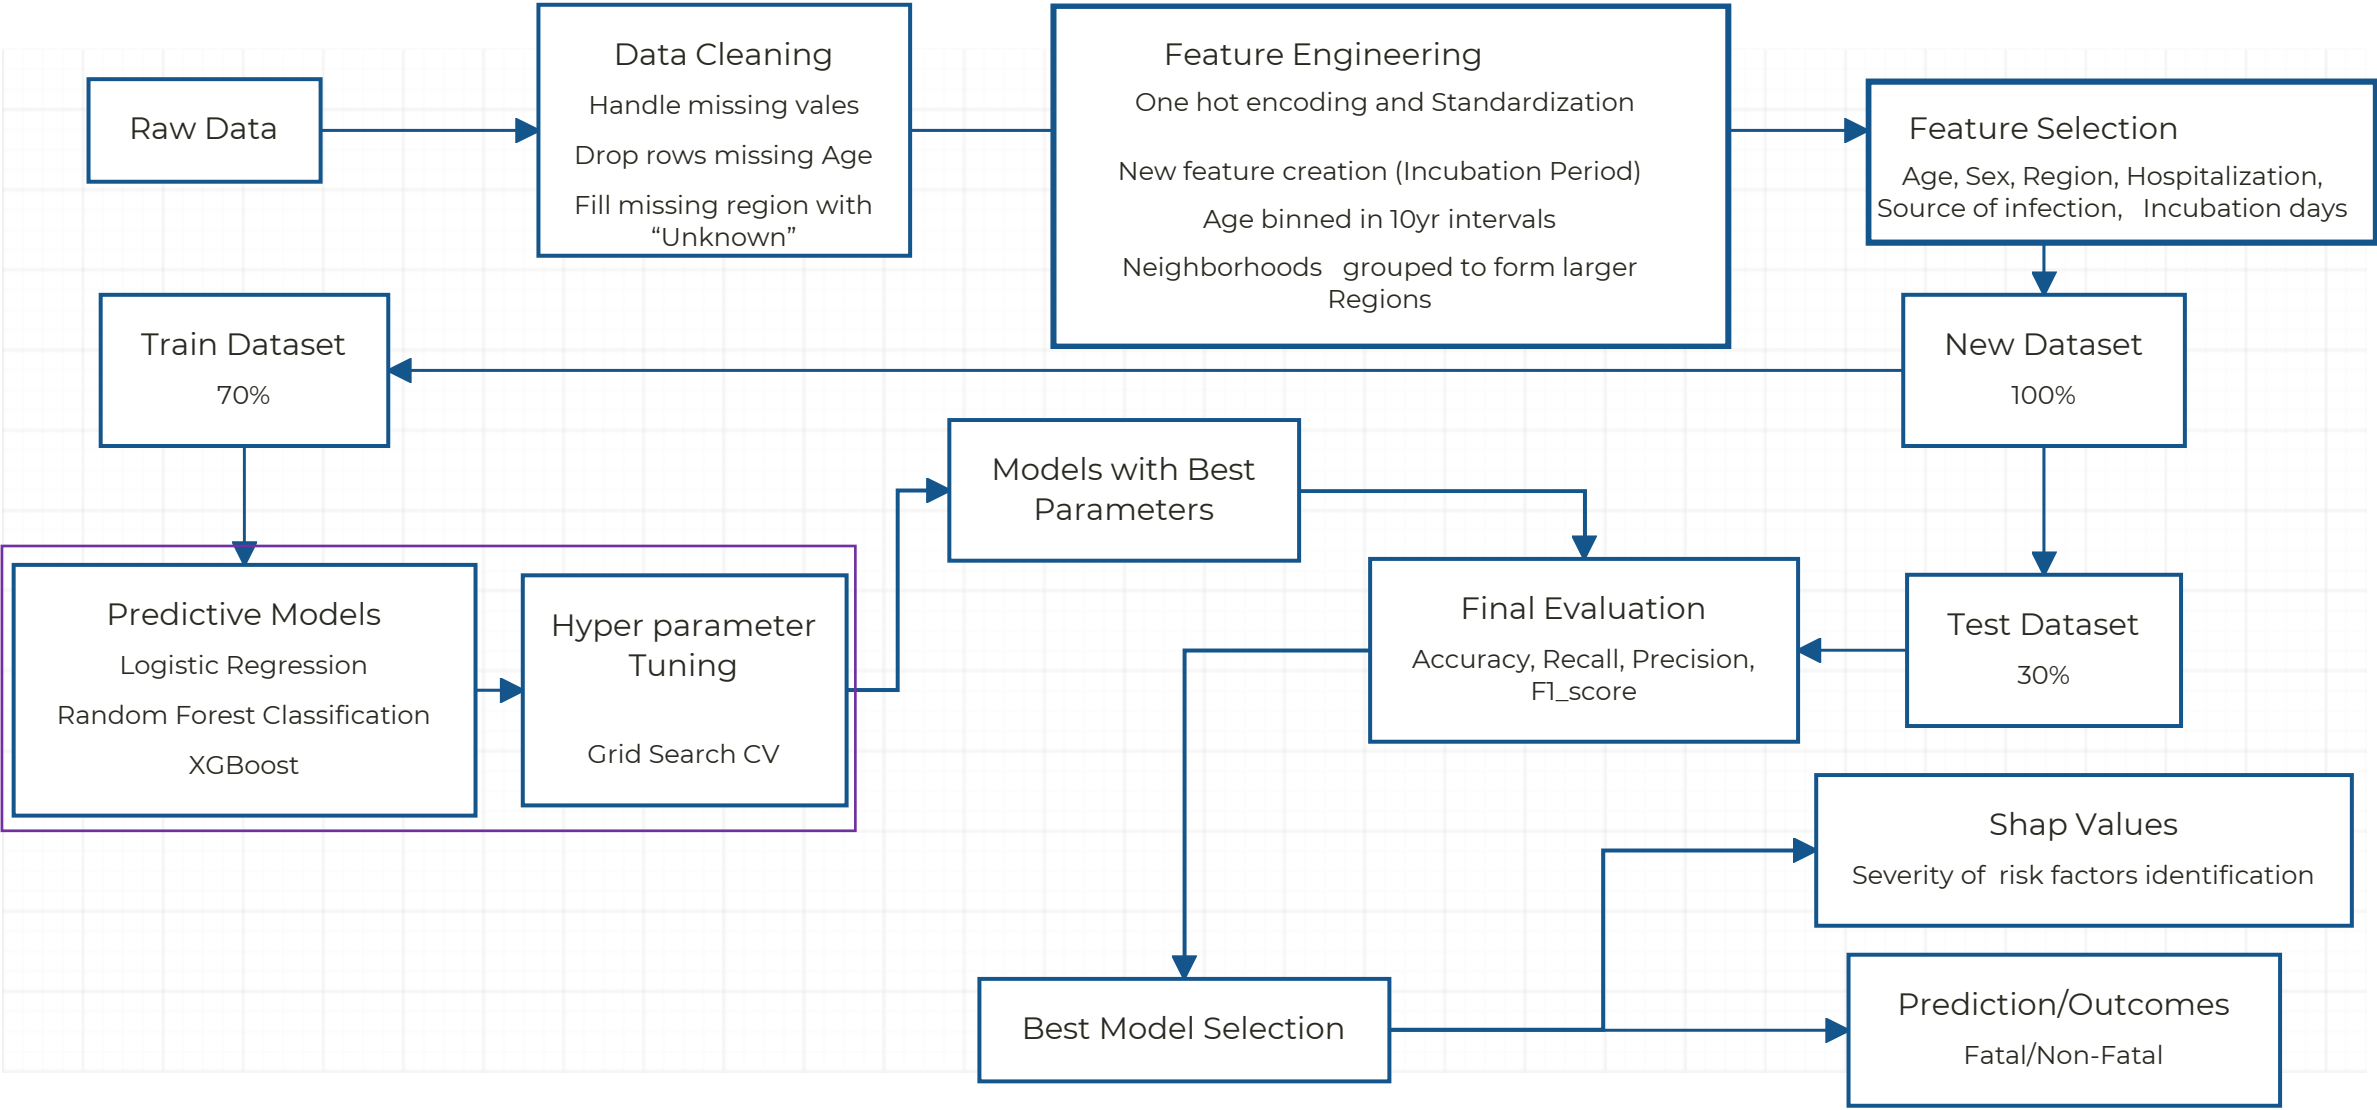 Raw Data
Data Cleaning
Handle missing vales
Drop rows missing Age
Fill missing region with
“Unknown”
Feature Engineering
One hot encoding and Standardization
New feature creation (Incubation Period)
Age binned in 10yr intervals
Neighborhoods grouped to form larger
Regions
Feature Selection
Age, Sex, Region, Hospitalization,
Source of infection, Incubation days
Train Dataset
70%
New Dataset
100%
Models with Best
Parameters
Predictive Models
Logistic Regression
Random Forest Classification
XGBoost
Hyper parameter
Tuning
Grid Search CV
Final Evaluation
Accuracy, Recall, Precision,
F1_score
Test Dataset
30%
Shap Values
Severity of risk factors identification
Best Model Selection
Prediction/Outcomes
Fatal/Non-Fatal